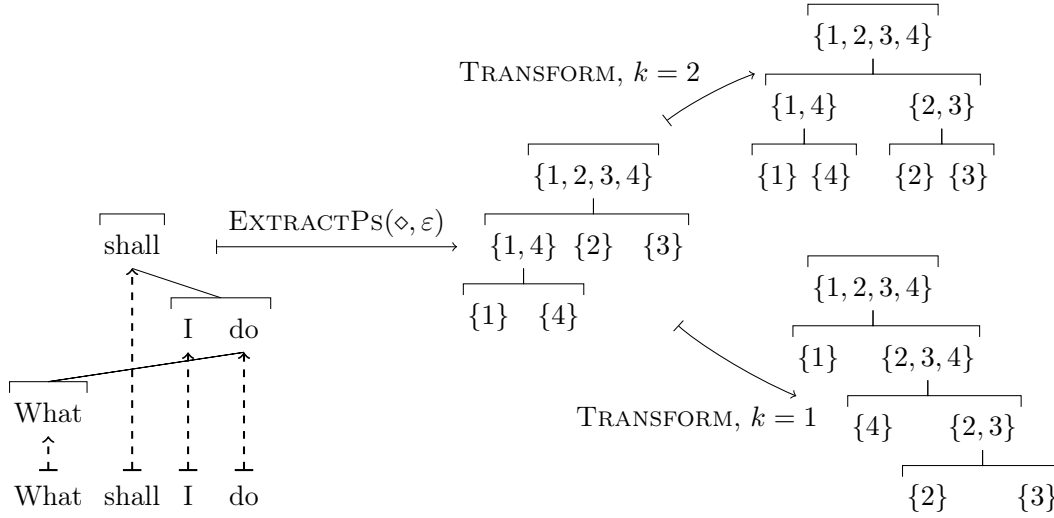 {1, 2, 3, 4}
TRANSFORM, k = 2
{1, 4} {2, 3}
{1} {4} {2} {3}
{1, 2, 3, 4}
EXTRACTPS(⋄, ε)
shall
{1, 4} {2} {3}
{1, 2, 3, 4}
{1} {4}
I do
{1} {2, 3, 4}
What
TRANSFORM, k = 1
{4} {2, 3}
What shall I do
{2} {3}